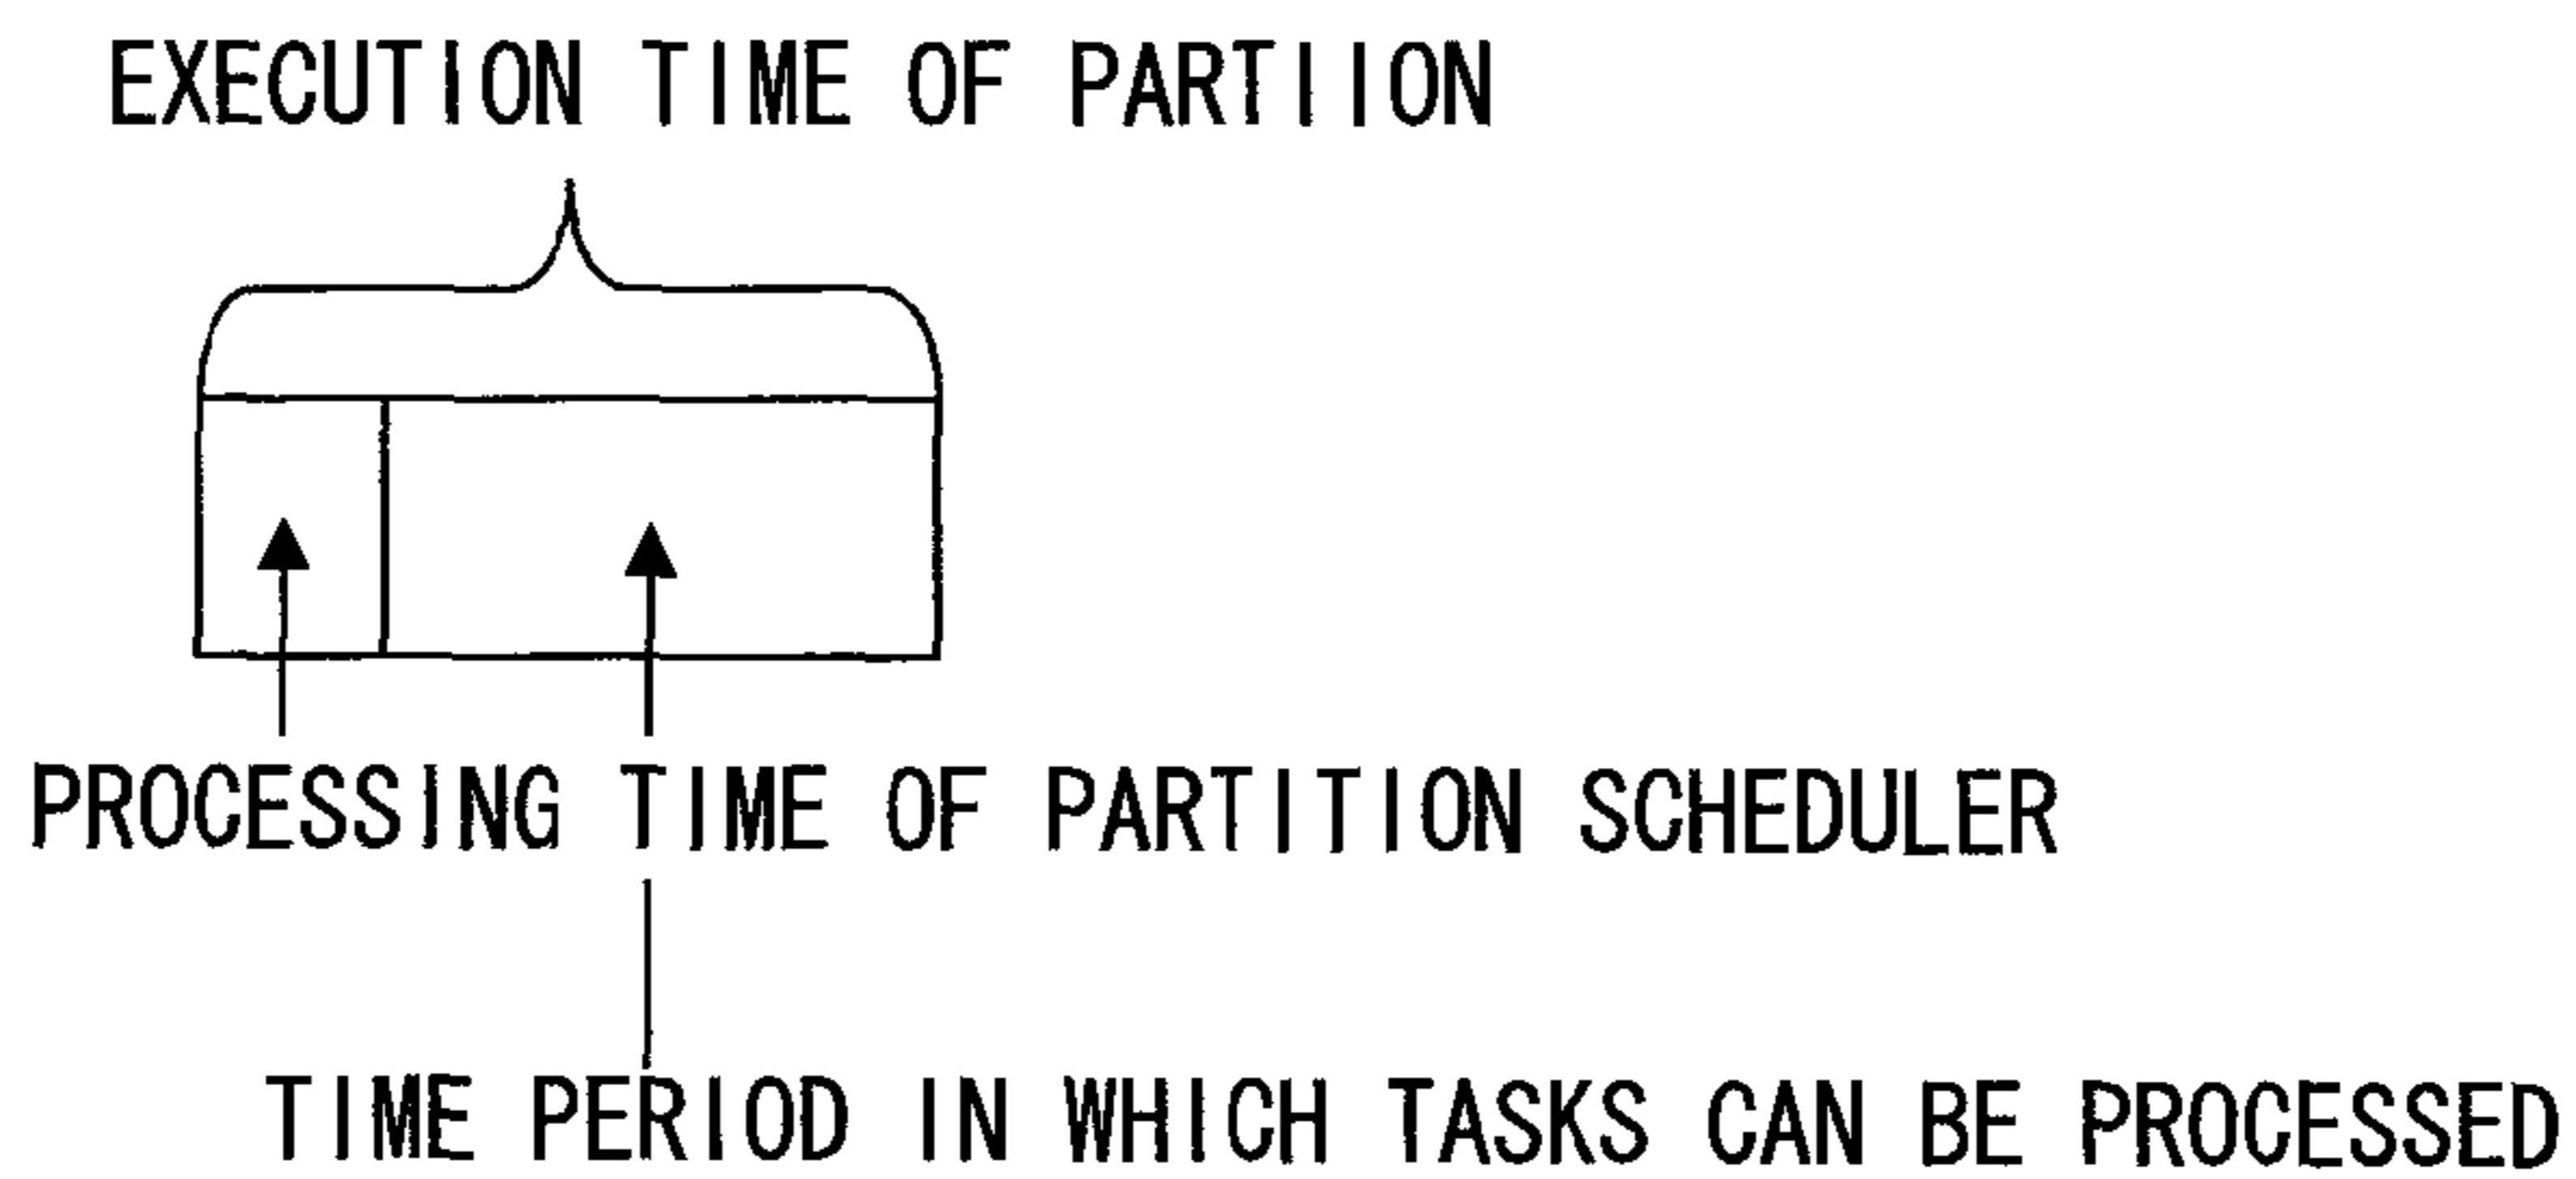 EXECUTION TIME OF PARTIION
PROCESSING TIME OF PARTITION SCHEDULER
TIME PERIOD IN WHICH TASKS CAN BE PROCESSED